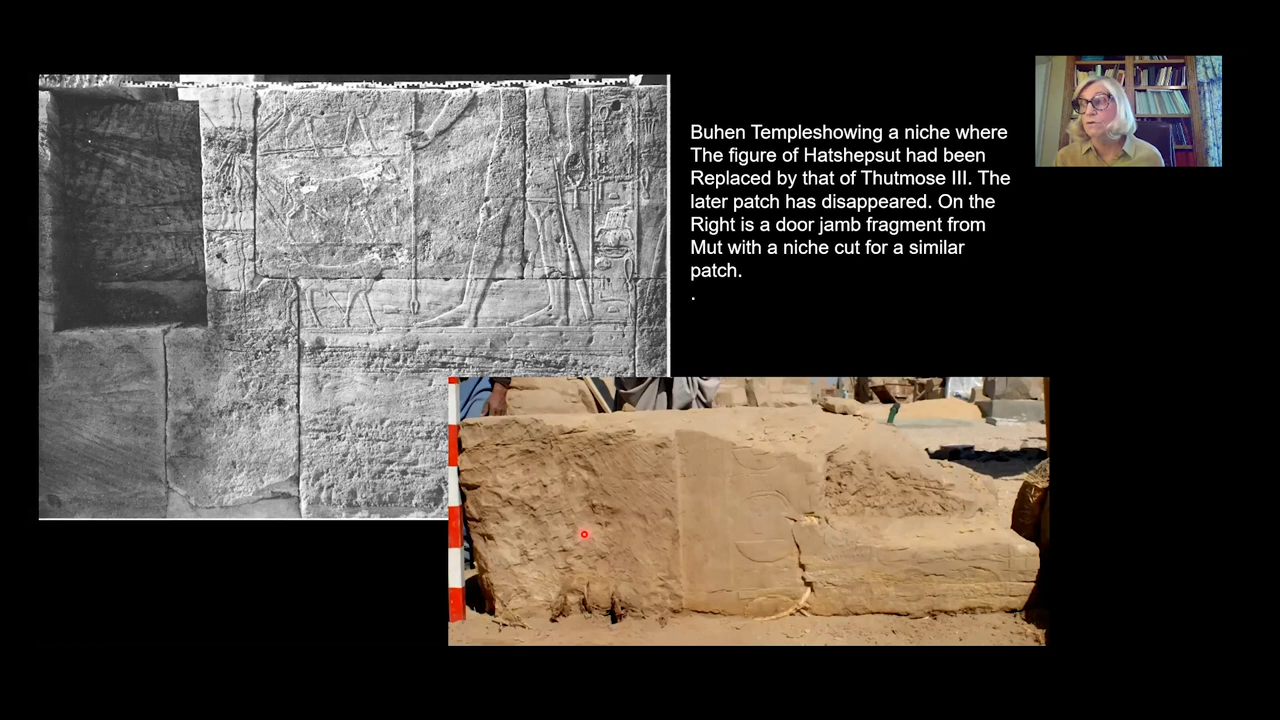 Buhen Templeshowing a niche where
The figure of Hatshepsut had been
Replaced by that of Thutmose III. The
later patch has disappeared. On the
Right is a door jamb fragment from
Mut with a niche cut for a similar
patch.
.